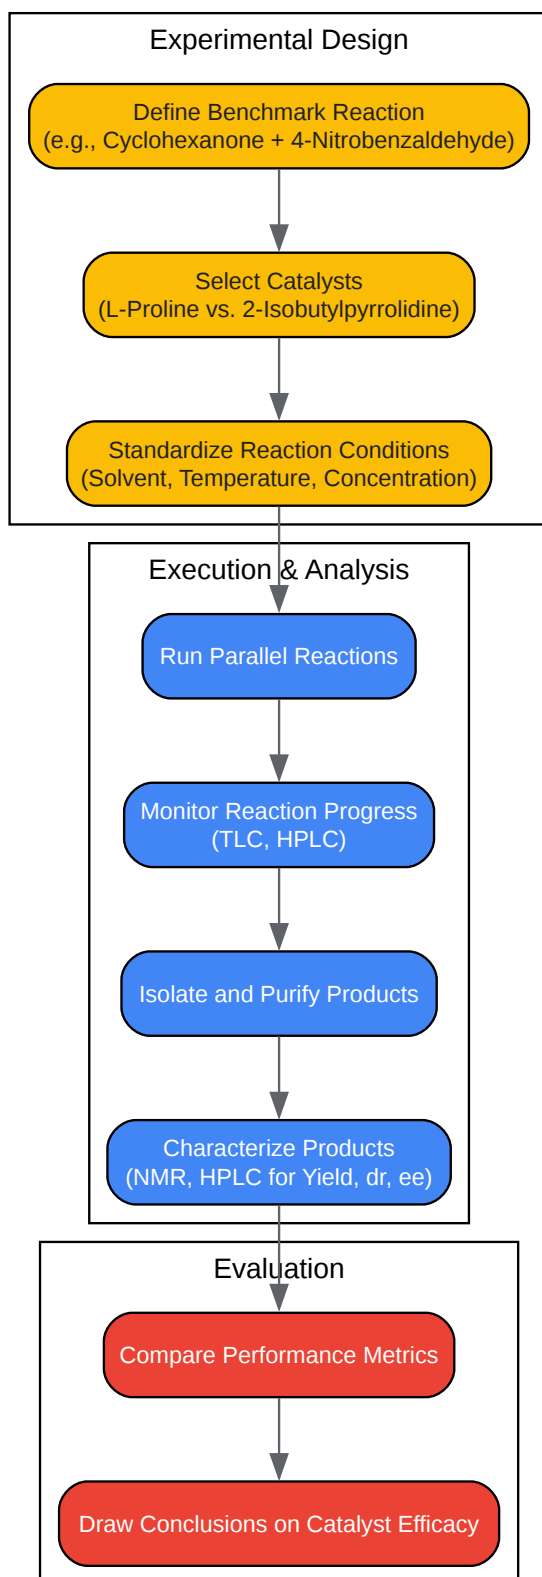 Experimental Design
Define Benchmark Reaction
(e.g., Cyclohexanone + 4-Nitrobenzaldehyde)
Select Catalysts
(L-Proline vs. 2-Isobutylpyrrolidine)
Standardize Reaction Conditions
(Solvent, Temperature, Concentration)
Execution & Analysis
Run Parallel Reactions
Monitor Reaction Progress
(TLC, HPLC)
Isolate and Purify Products
Characterize Products
(NMR, HPLC for Yield, dr, ee)
Evaluation
Compare Performance Metrics
Draw Conclusions on Catalyst Efficacy